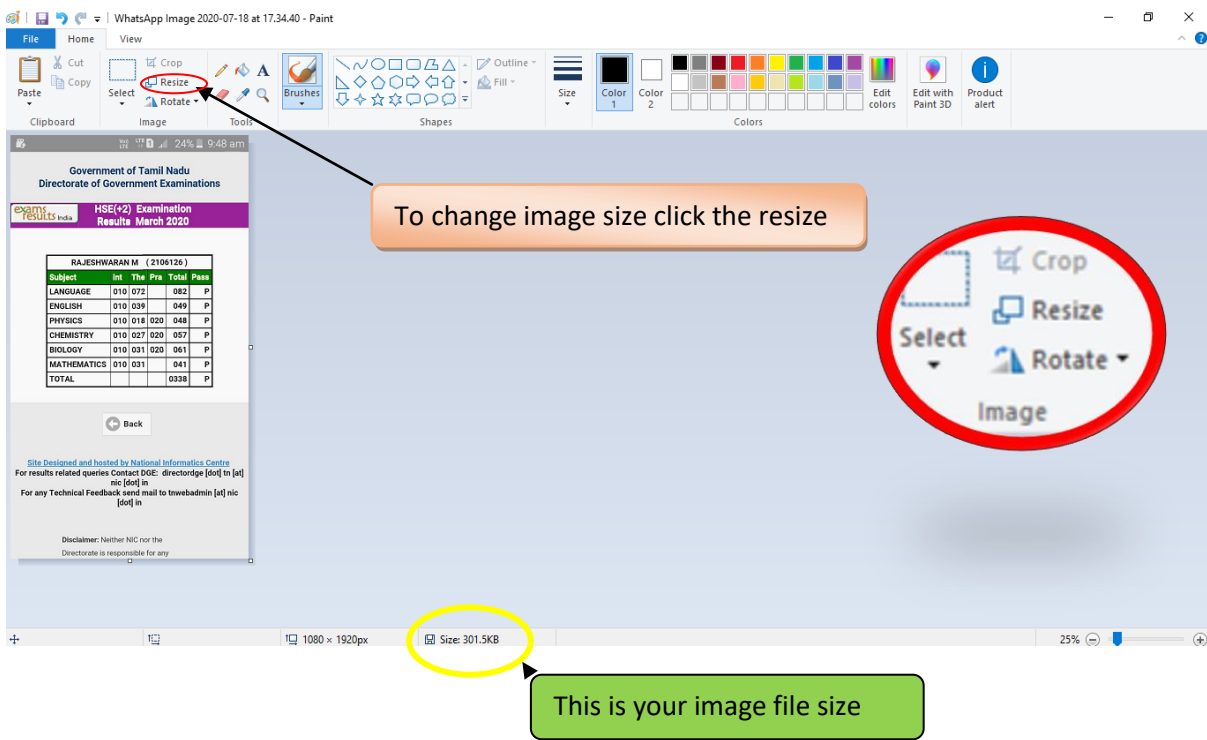 WhatsApp Image 2020-07-18 at 17.34.40 - Paint
File Home View
Paste
Cut
Copy
Clipboard
Select
Crop
Resize
Rotate
Image
Tools
A
Brushes
Outline
Fill
Shapes
Size
Color 1
Color 2
Colors
Edit colors
Edit with Paint 3D
Product alert
24% 9:48 am
Government of Tamil Nadu
Directorate of Government Examinations
exams results India
HSE(+2) Examination
Results March 2020
RAJESHWARAN M ( 2106126 )
Subject Int The Pra Total Pass
LANGUAGE 010 072 082 P
ENGLISH 010 039 049 P
PHYSICS 010 018 020 048 P
CHEMISTRY 010 027 020 057 P
BIOLOGY 010 031 020 061 P
MATHEMATICS 010 031 041 P
TOTAL 0338 P
Back
Site Designed and hosted by National Informatics Centre
For results related queries Contact DGE: directordge [dot] tn [at]
nic [dot] in
For any Technical Feedback send mail to tnwebadmin [at] nic
[dot] in
Disclaimer: Neither NIC nor the
Directorate is responsible for any
To change image size click the resize
Select
Crop
Resize
Rotate
Image
1080 × 1920px
Size: 301.5KB
25%
This is your image file size